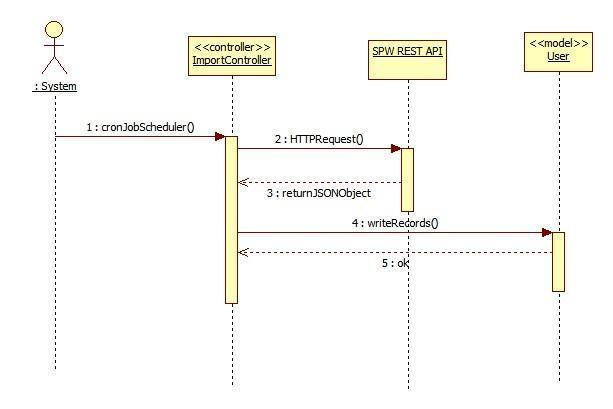 <<controller>>
ImportController
SPW REST API
<<model>>
User
: System
1 : cronJobScheduler()
2 : HTTPRequest()
3 : returnJSONObject
4 : writeRecords()
5 : ok